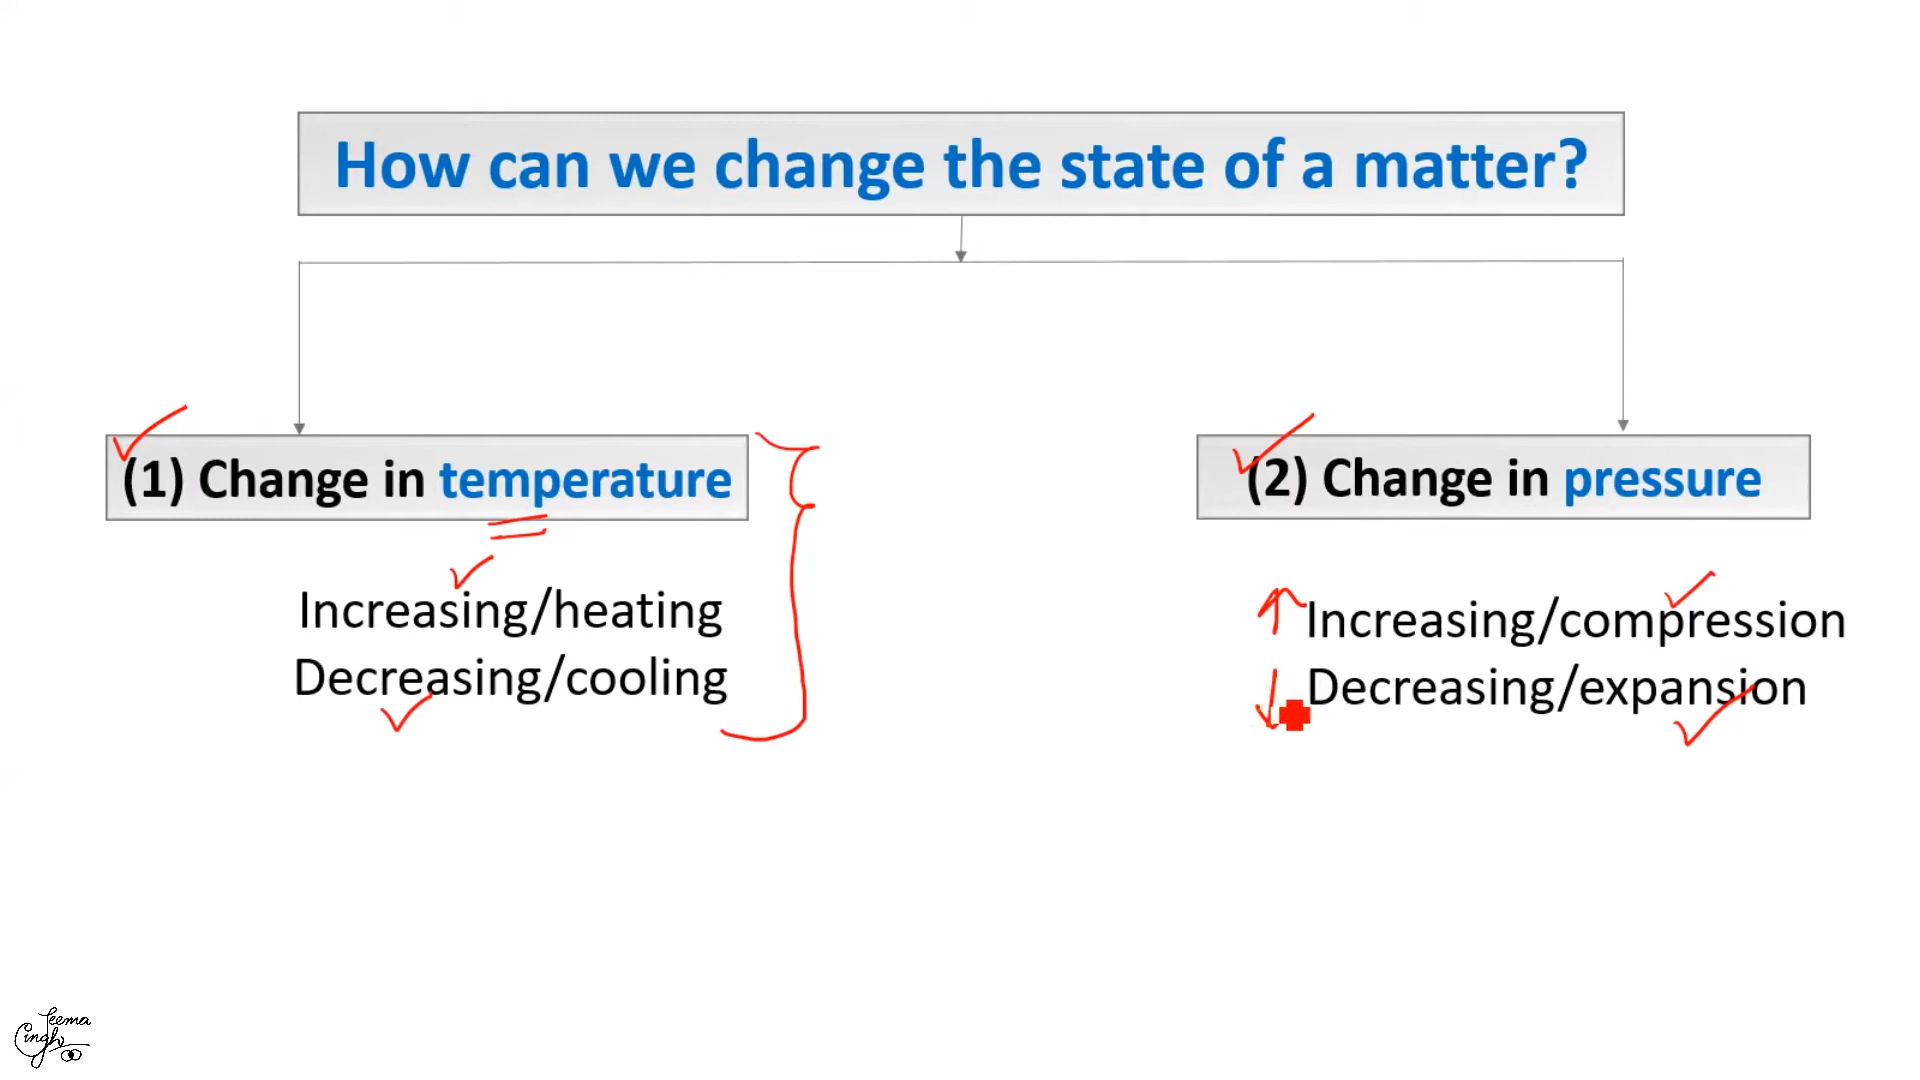 How can we change the state of a matter?
(1) Change in temperature
Increasing/heating
Decreasing/cooling
(2) Change in pressure
Increasing/compression
Decreasing/expansion